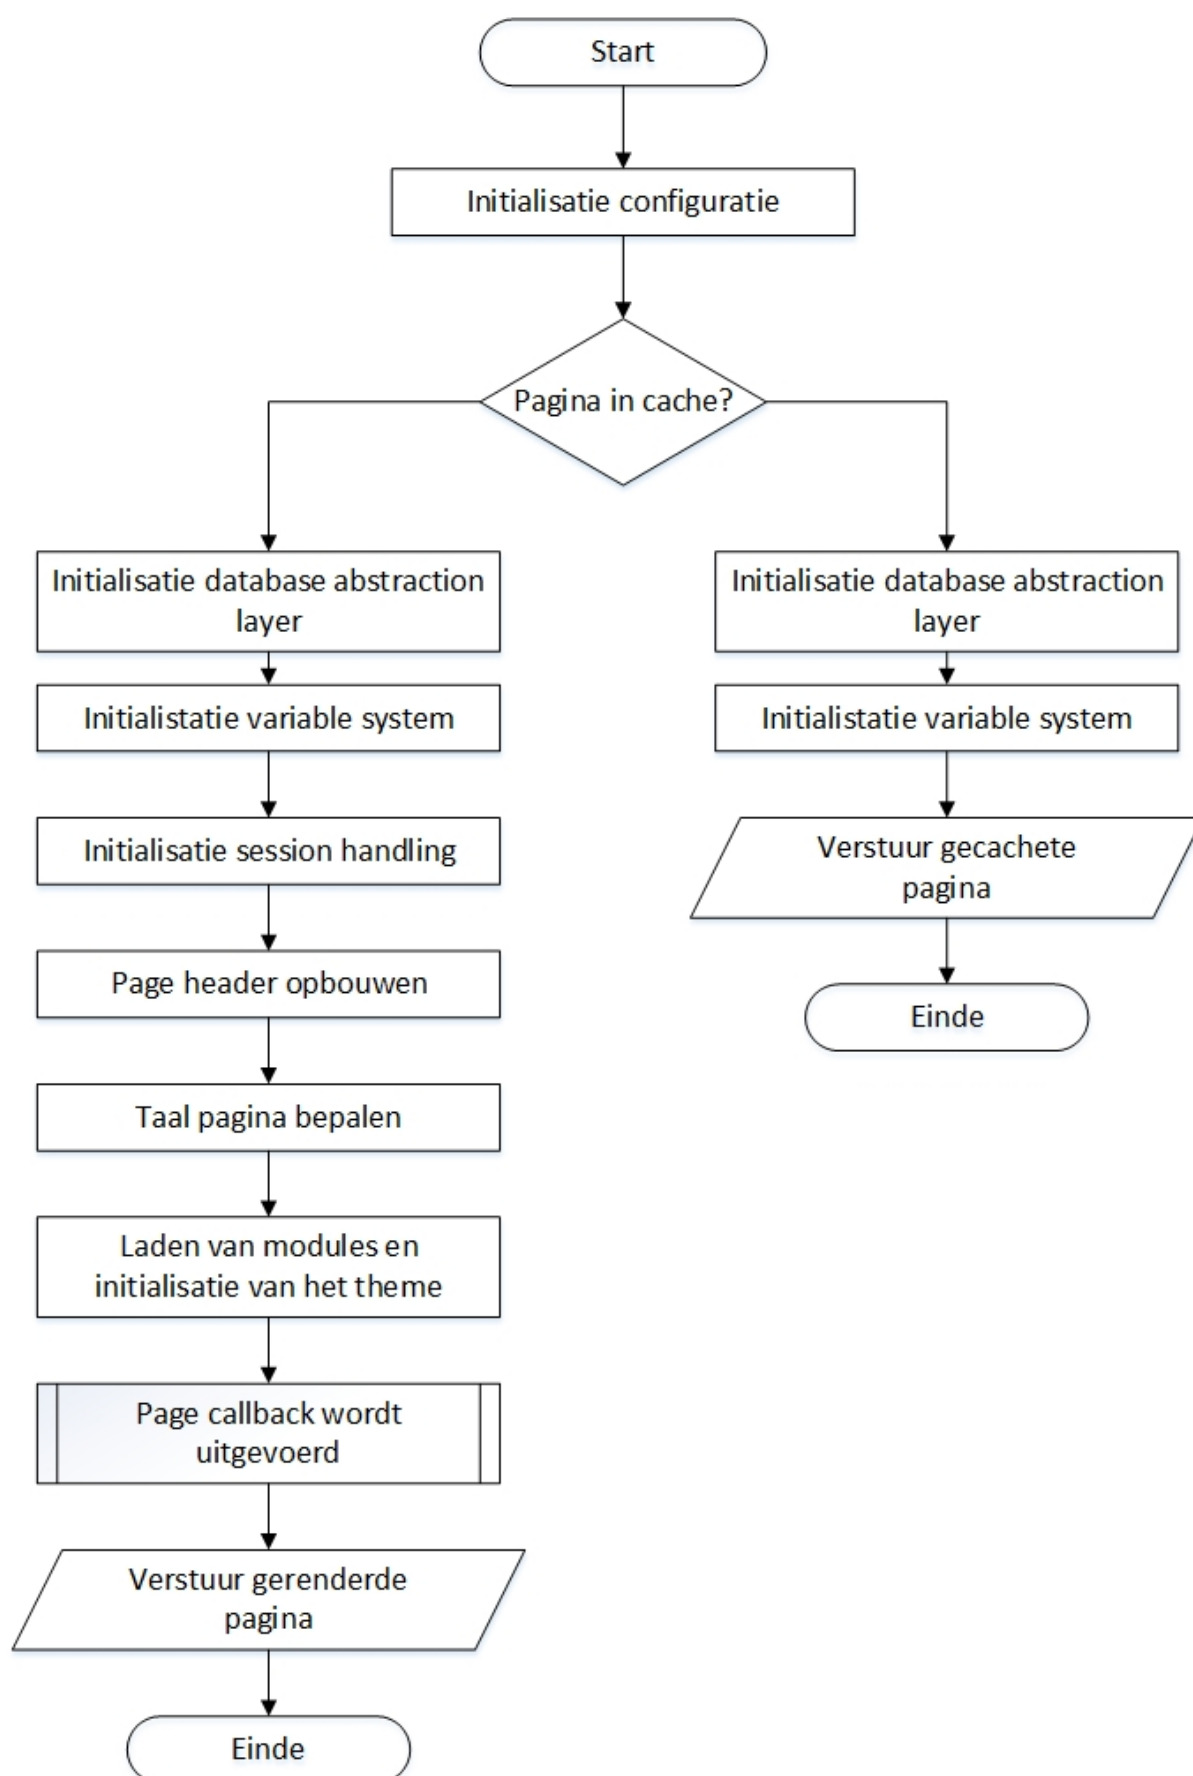 Start
Initialisatie configuratie
Pagina in cache?
Initialisatie database abstraction
layer
Initialistatie variable system
Initialisatie session handling
Page header opbouwen
Taal pagina bepalen
Laden van modules en
initialisatie van het theme
Page callback wordt
uitgevoerd
Verstuur gerenderde
pagina
Einde
Initialisatie database abstraction
layer
Initialistatie variable system
Verstuur gecachete
pagina
Einde